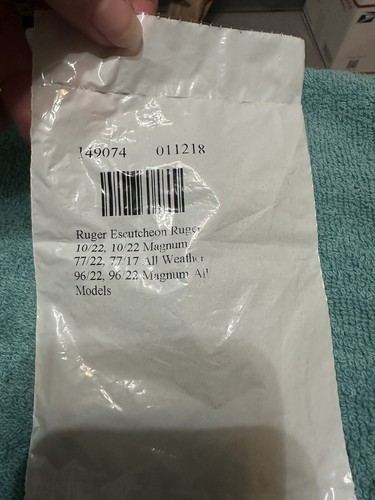 149074 011218
Ruger Escutcheon Ruger
10/22, 10/22 Magnum,
77/22, 77/17 All Weather
96/22, 96/22 Magnum All
Models